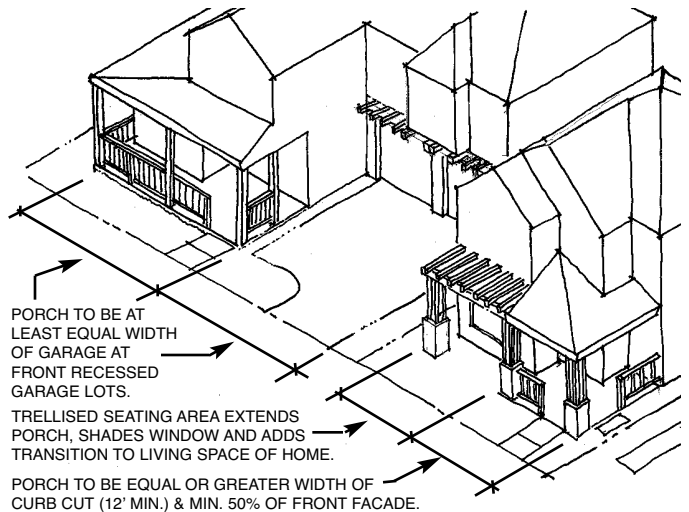 PORCH TO BE AT
LEAST EQUAL WIDTH
OF GARAGE AT
FRONT RECESSED
GARAGE LOTS.
TRELLISED SEATING AREA EXTENDS
PORCH, SHADES WINDOW AND ADDS
TRANSITION TO LIVING SPACE OF HOME.
PORCH TO BE EQUAL OR GREATER WIDTH OF
CURB CUT (12' MIN.) & MIN. 50% OF FRONT FACADE.